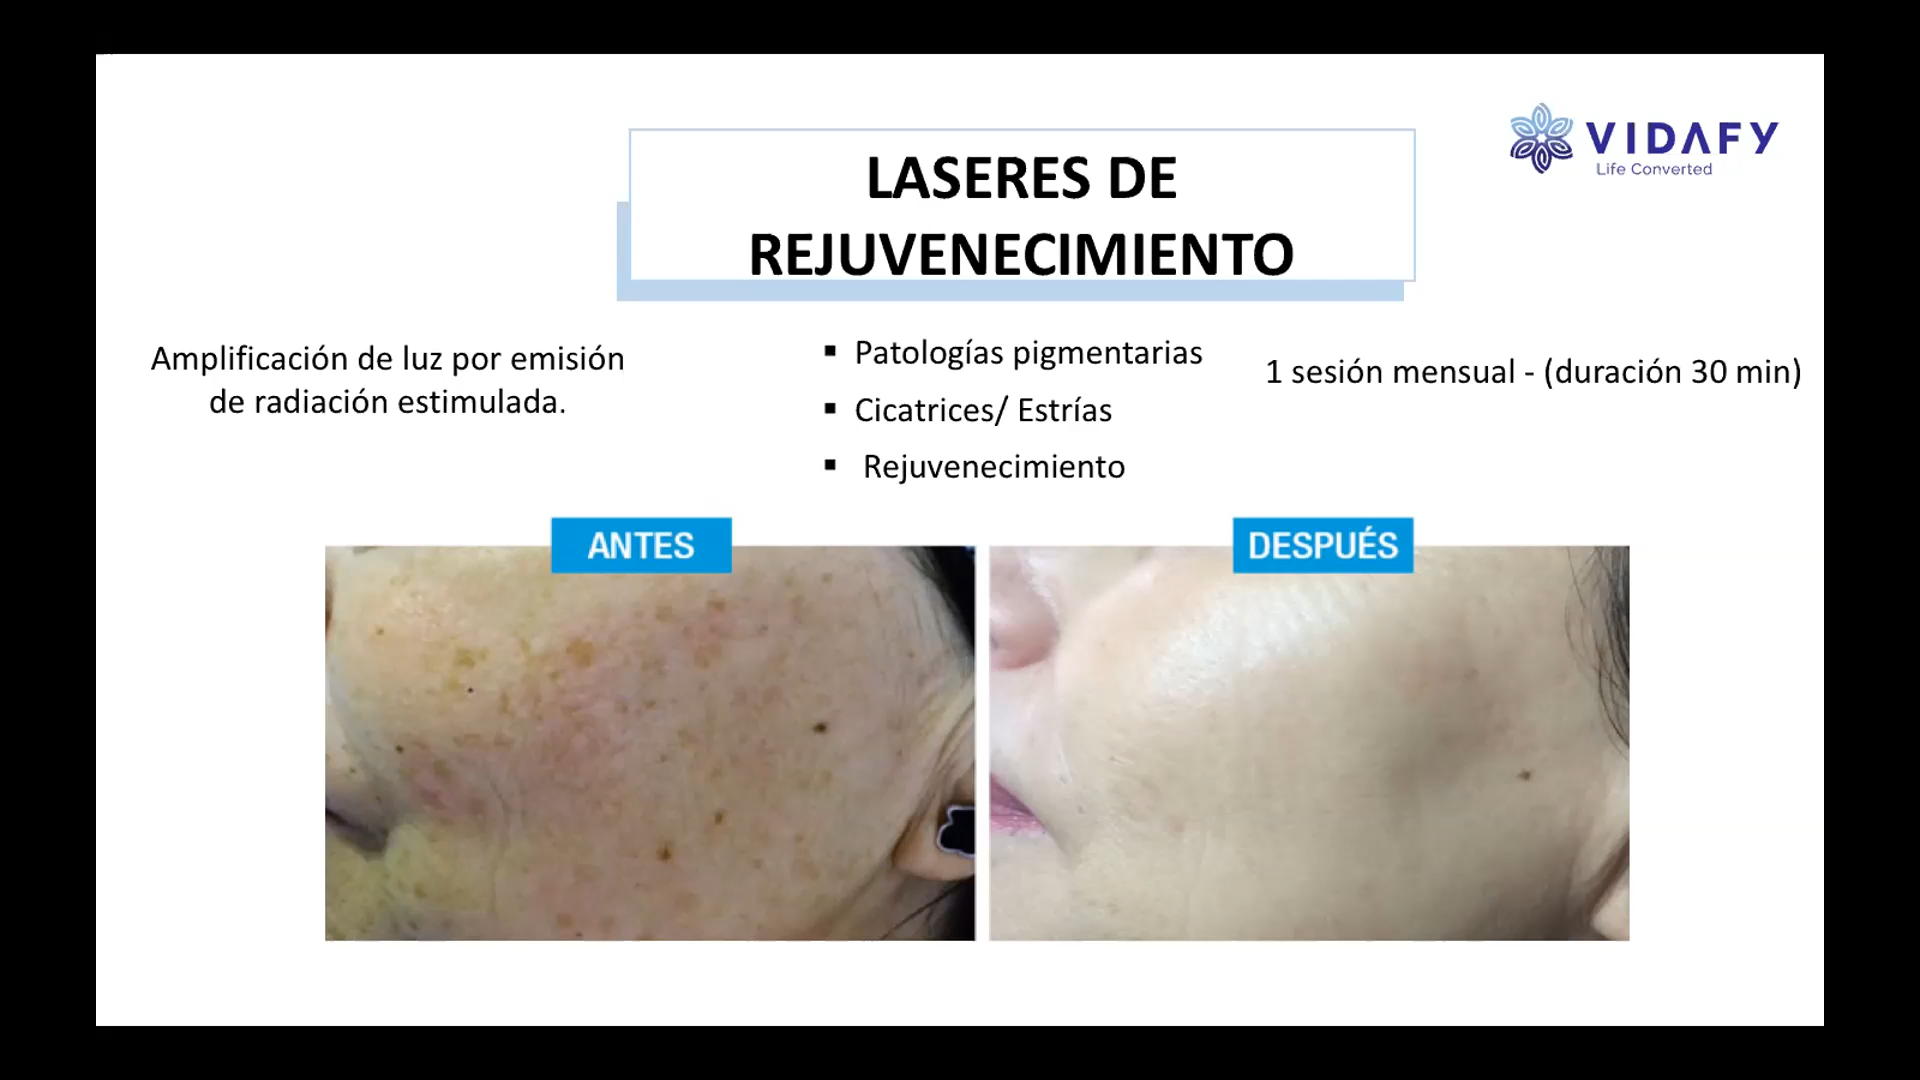 VIDAFY
Life Converted
LASERES DE
REJUVENECIMIENTO
Amplificación de luz por emisión
de radiación estimulada.
▪ Patologías pigmentarias
▪ Cicatrices/ Estrías
▪ Rejuvenecimiento
1 sesión mensual - (duración 30 min)
ANTES
DESPUÉS